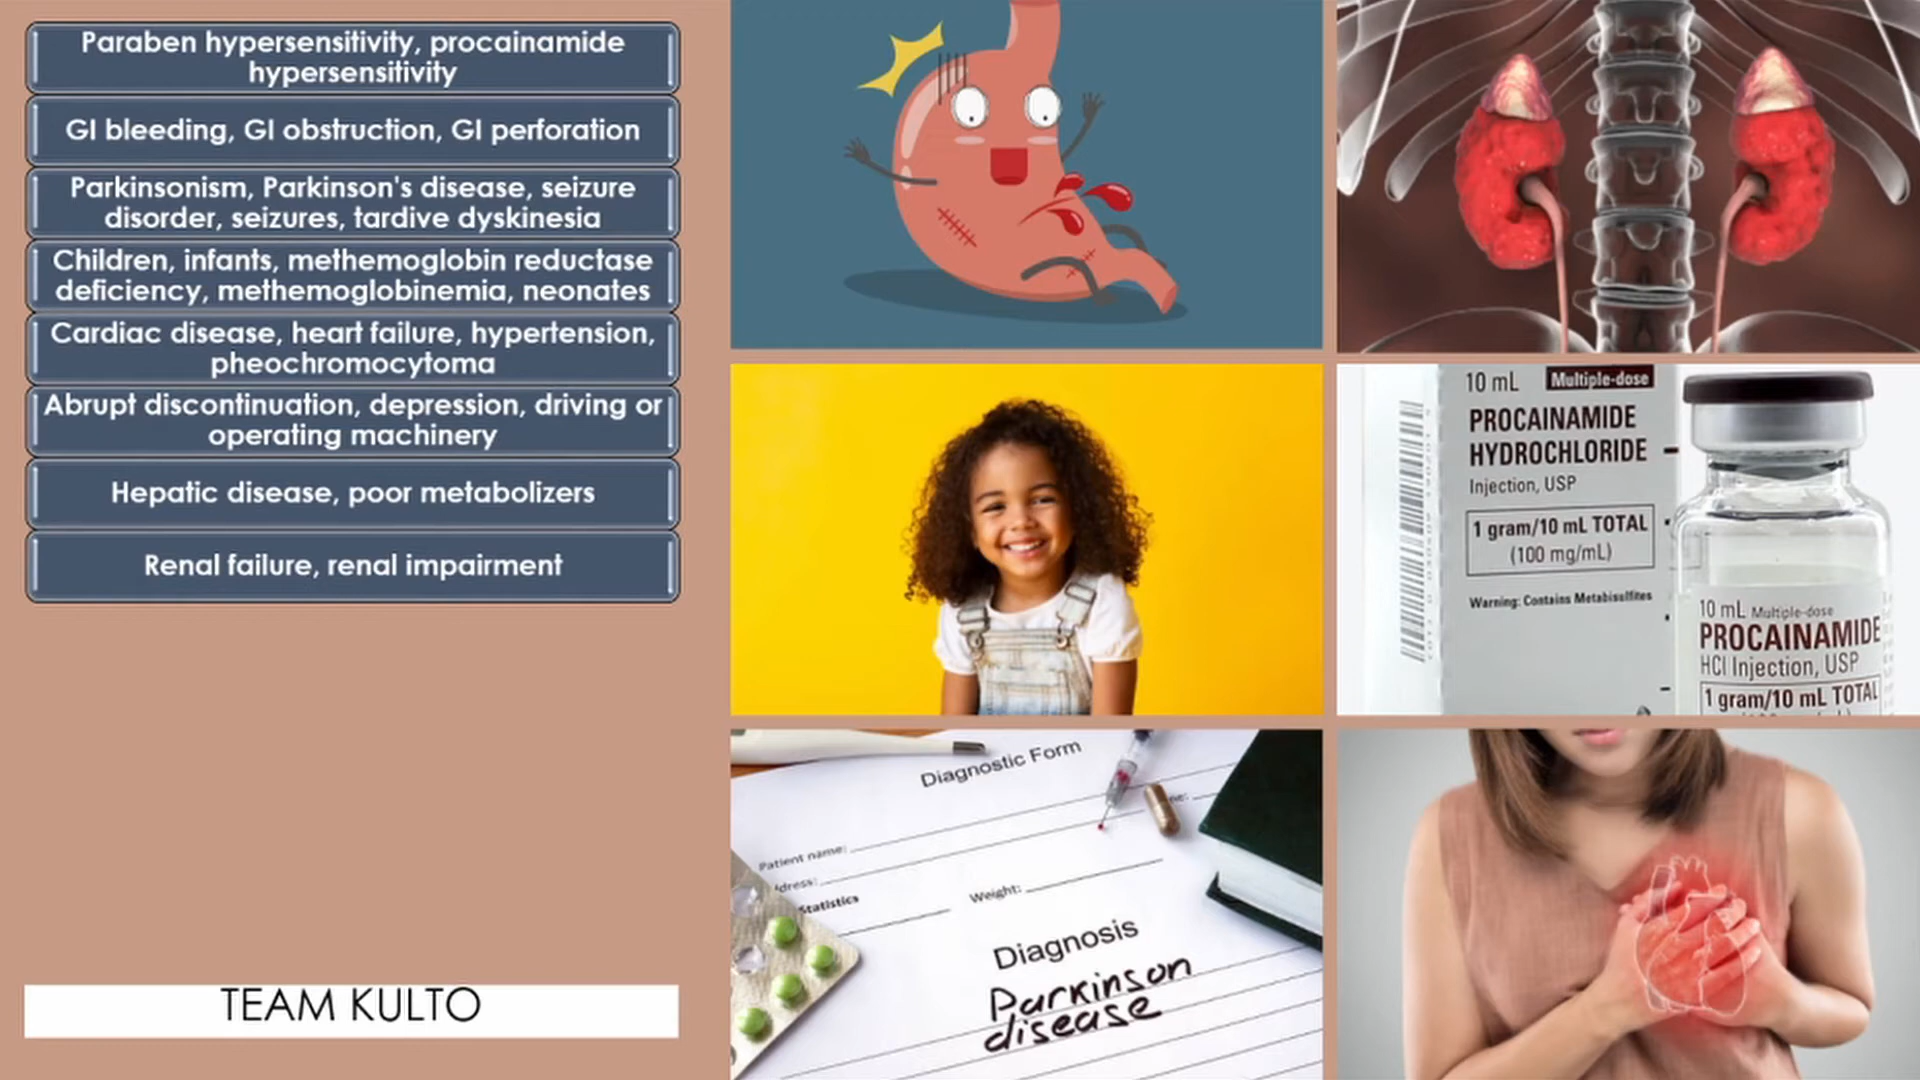 Paraben hypersensitivity, procainamide
hypersensitivity
GI bleeding, GI obstruction, GI perforation
Parkinsonism, Parkinson's disease, seizure
disorder, seizures, tardive dyskinesia
Children, infants, methemoglobin reductase
deficiency, methemoglobinemia, neonates
Cardiac disease, heart failure, hypertension,
pheochromocytoma
Abrupt discontinuation, depression, driving or
operating machinery
Hepatic disease, poor metabolizers
Renal failure, renal impairment
TEAM KULTO
10 mL Multiple-dose
PROCAINAMIDE
HYDROCHLORIDE
Injection, USP
1 gram/10 mL TOTAL
(100 mg/mL)
Warning: Contains Metabisulfites
10 mL Multiple-dose
PROCAINAMIDE
HCl Injection, USP
1 gram/10 mL TOTAL
Diagnostic Form
Patient name:
Statistics
Weight:
Diagnosis
Parkinson
disease